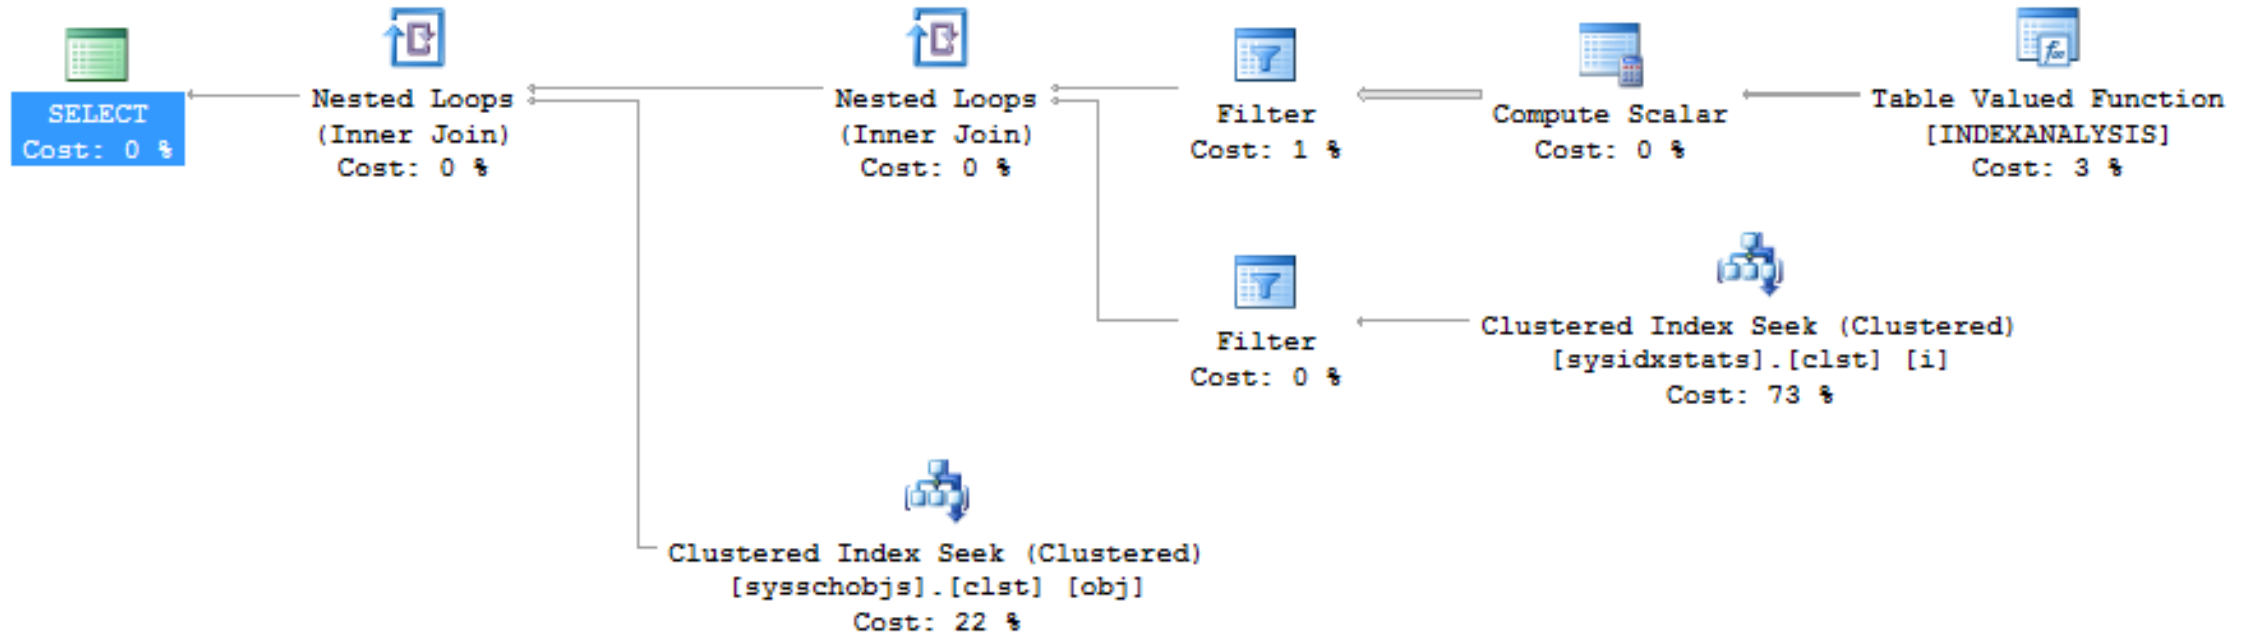 SELECT
Cost: 0 %
Nested Loops
(Inner Join)
Cost: 0 %
Nested Loops
(Inner Join)
Cost: 0 %
Filter
Cost: 1 %
Compute Scalar
Cost: 0 %
Table Valued Function
[INDEXANALYSIS]
Cost: 3 %
Filter
Cost: 0 %
Clustered Index Seek (Clustered)
[sysidxstats].[clst] [i]
Cost: 73 %
Clustered Index Seek (Clustered)
[sysschobjs].[clst] [obj]
Cost: 22 %